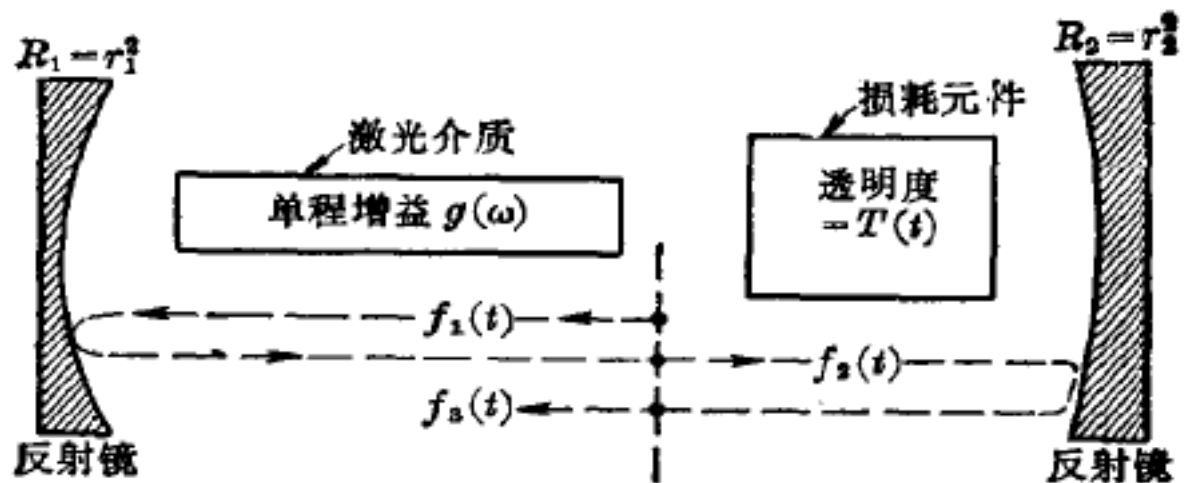 R₁=r₁²
R₂=r₂²
损耗元件
激光介质
透明度
=T(t)
单程增益 g(ω)
f₁(t)
f₂(t)
f₃(t)
反射镜
反射镜